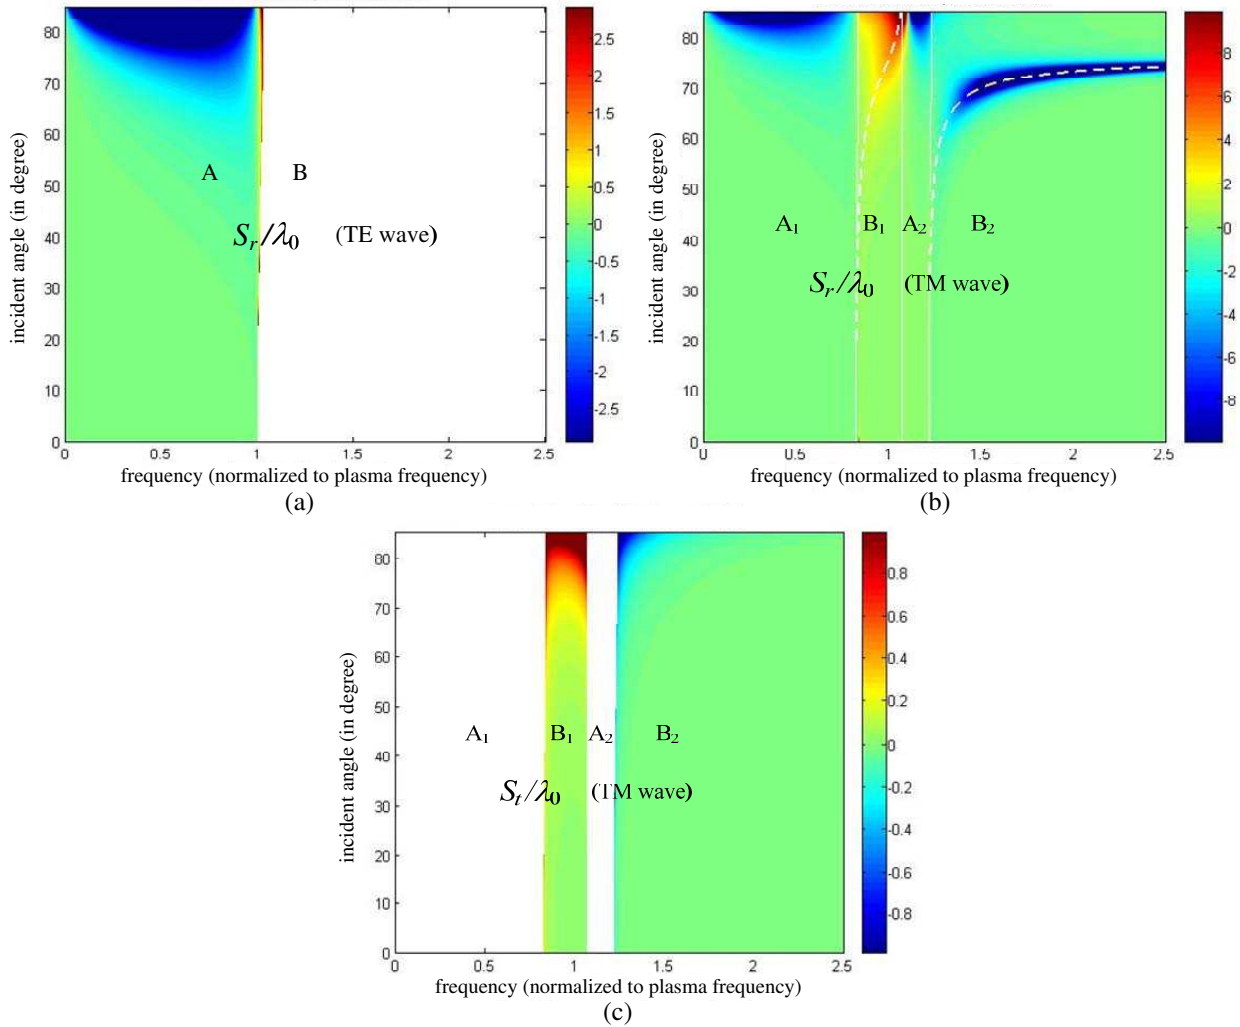 80
70
60
50
40
30
20
10
0
incident angle (in degree)
A
B
S_r/λ_0 (TE wave)
0 0.5 1 1.5 2 2.5
frequency (normalized to plasma frequency)
(a)
2.5
2
1.5
1
0.5
0
-0.5
-1
-1.5
-2
-2.5
80
70
60
50
40
30
20
10
0
incident angle (in degree)
A₁ B₁ A₂ B₂
S_r/λ_0 (TM wave)
0 0.5 1 1.5 2 2.5
frequency (normalized to plasma frequency)
(b)
8
6
4
2
0
-2
-4
-6
-8
80
70
60
50
40
30
20
10
0
incident angle (in degree)
A₁ B₁ A₂ B₂
S_t/λ_0 (TM wave)
0 0.5 1 1.5 2 2.5
frequency (normalized to plasma frequency)
(c)
0.8
0.6
0.4
0.2
0
-0.2
-0.4
-0.6
-0.8